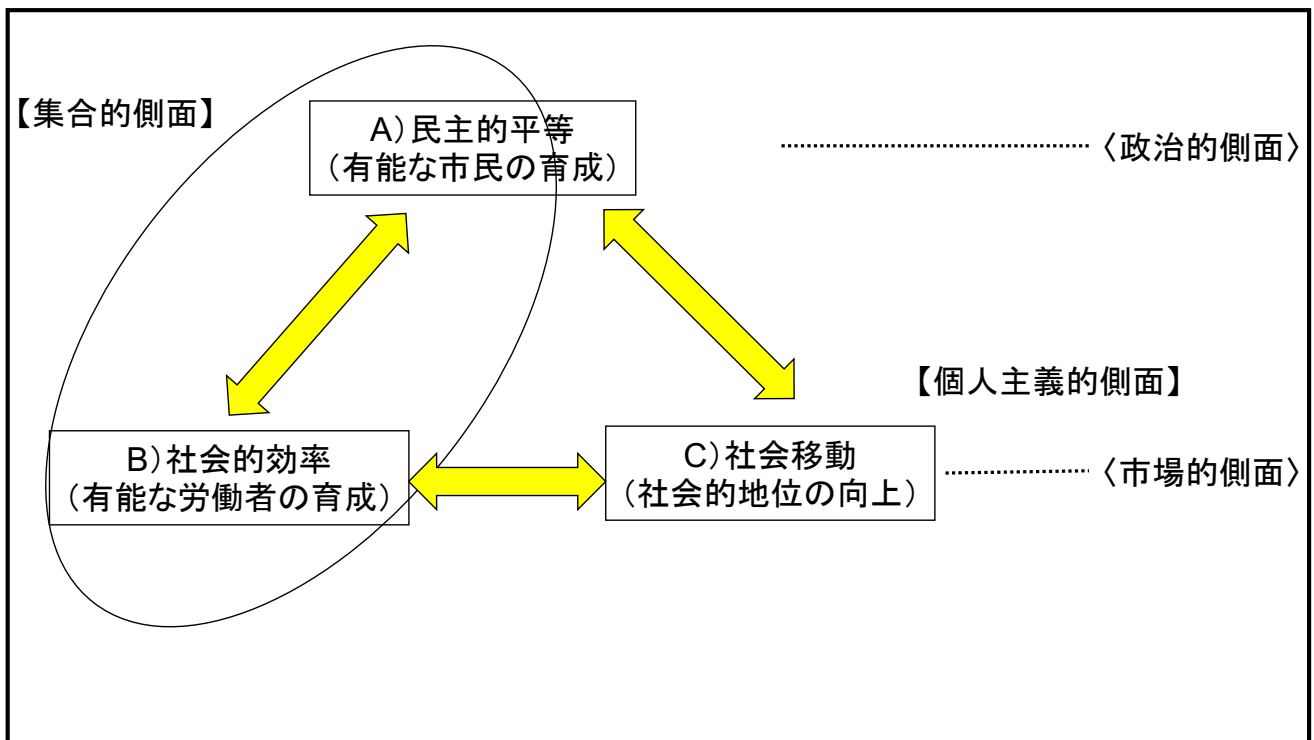 【集合的側面】
A)民主的平等
(有能な市民の育成)
〈政治的側面〉
【個人主義的側面】
B)社会的効率
(有能な労働者の育成)
C)社会移動
(社会的地位の向上)
〈市場的側面〉